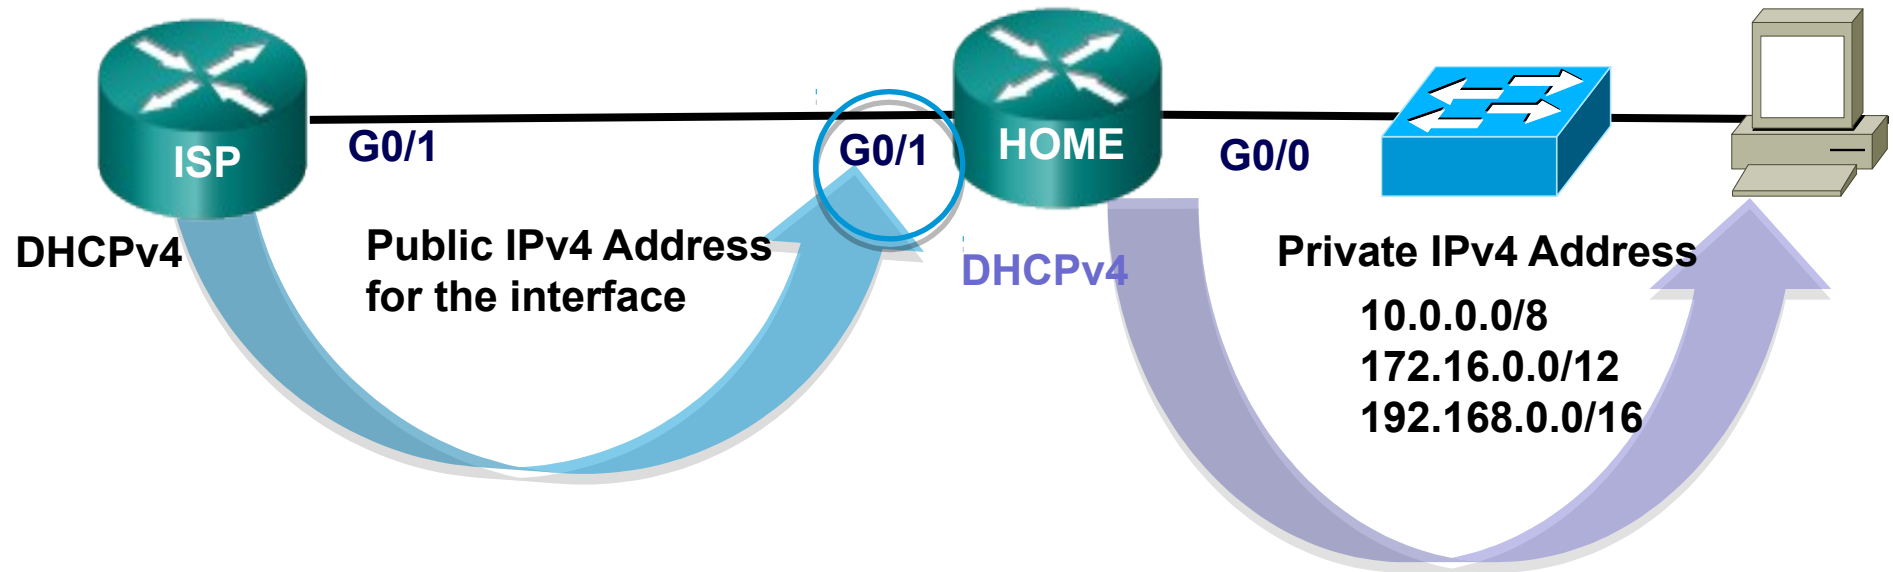 ISP
G0/1
G0/1
HOME
G0/0
DHCPv4
Public IPv4 Address
for the interface
DHCPv4
Private IPv4 Address
10.0.0.0/8
172.16.0.0/12
192.168.0.0/16